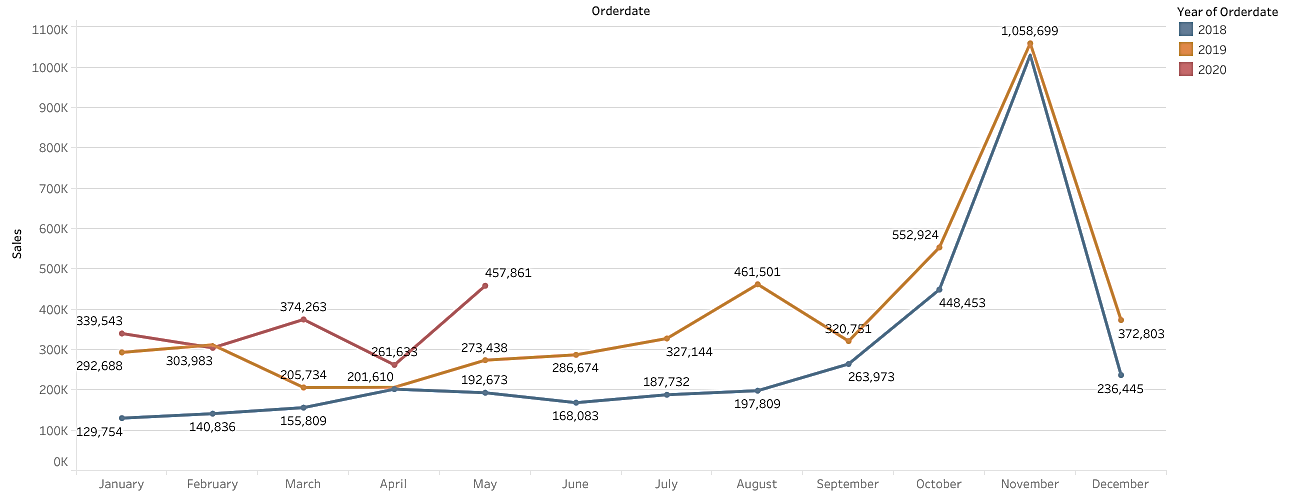 Orderdate
Year of Orderdate
2018
2019
2020
Sales
1100K
1000K
900K
800K
700K
600K
500K
400K
300K
200K
100K
0K
1,058,699
552,924
448,453
461,501
457,861
374,263
339,543
320,751
372,803
327,144
292,688
303,983
261,633
273,438
286,674
263,973
236,445
205,734
201,610
192,673
187,732
197,809
168,083
155,809
140,836
129,754
January
February
March
April
May
June
July
August
September
October
November
December